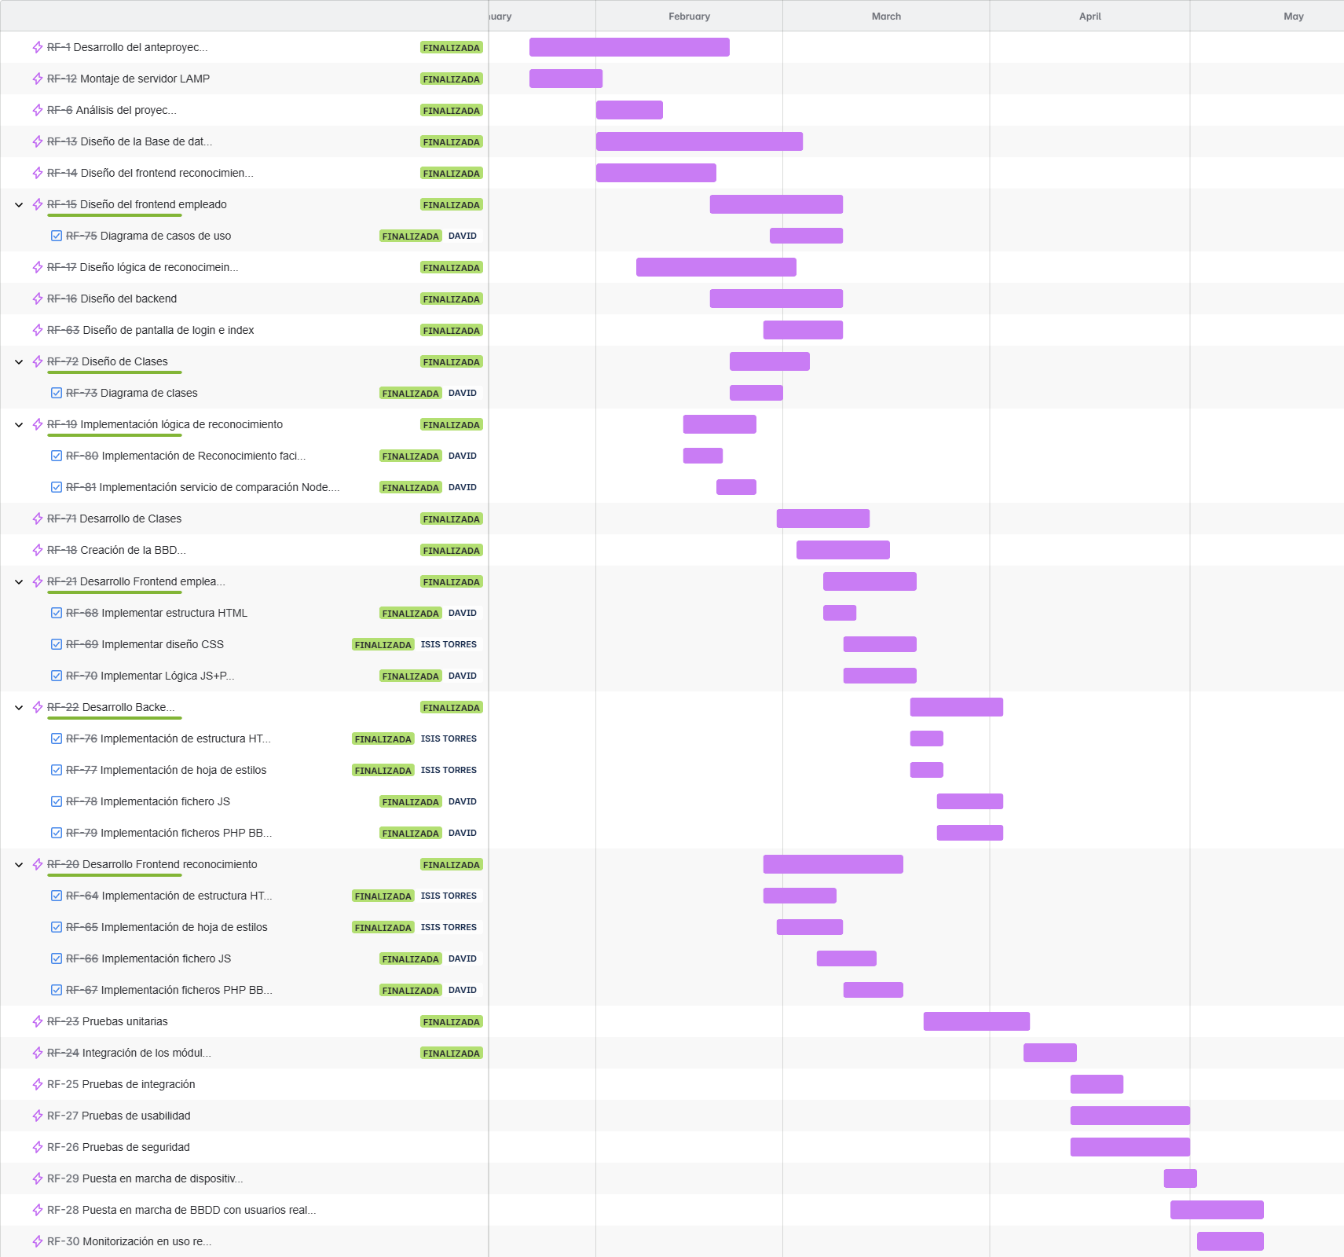 uary February March April May
RF-1 Desarrollo del anteproyec... FINALIZADA
RF-12 Montaje de servidor LAMP FINALIZADA
RF-6 Análisis del proyec... FINALIZADA
RF-13 Diseño de la Base de dat... FINALIZADA
RF-14 Diseño del frontend reconocimien... FINALIZADA
RF-15 Diseño del frontend empleado FINALIZADA
RF-75 Diagrama de casos de uso FINALIZADA DAVID
RF-17 Diseño lógica de reconocimein... FINALIZADA
RF-16 Diseño del backend FINALIZADA
RF-63 Diseño de pantalla de login e index FINALIZADA
RF-72 Diseño de Clases FINALIZADA
RF-73 Diagrama de clases FINALIZADA DAVID
RF-19 Implementación lógica de reconocimiento FINALIZADA
RF-80 Implementación de Reconocimiento faci... FINALIZADA DAVID
RF-81 Implementación servicio de comparación Node.... FINALIZADA DAVID
RF-71 Desarrollo de Clases FINALIZADA
RF-18 Creación de la BBD... FINALIZADA
RF-21 Desarrollo Frontend emplea... FINALIZADA
RF-68 Implementar estructura HTML FINALIZADA DAVID
RF-69 Implementar diseño CSS FINALIZADA ISIS TORRES
RF-70 Implementar Lógica JS+P... FINALIZADA DAVID
RF-22 Desarrollo Backe... FINALIZADA
RF-76 Implementación de estructura HT... FINALIZADA ISIS TORRES
RF-77 Implementación de hoja de estilos FINALIZADA ISIS TORRES
RF-78 Implementación fichero JS FINALIZADA DAVID
RF-79 Implementación ficheros PHP BB... FINALIZADA DAVID
RF-20 Desarrollo Frontend reconocimiento FINALIZADA
RF-64 Implementación de estructura HT... FINALIZADA ISIS TORRES
RF-65 Implementación de hoja de estilos FINALIZADA ISIS TORRES
RF-66 Implementación fichero JS FINALIZADA DAVID
RF-67 Implementación ficheros PHP BB... FINALIZADA DAVID
RF-23 Pruebas unitarias FINALIZADA
RF-24 Integración de los módul... FINALIZADA
RF-25 Pruebas de integración
RF-27 Pruebas de usabilidad
RF-26 Pruebas de seguridad
RF-29 Puesta en marcha de dispositiv...
RF-28 Puesta en marcha de BBDD con usuarios real...
RF-30 Monitorización en uso re...